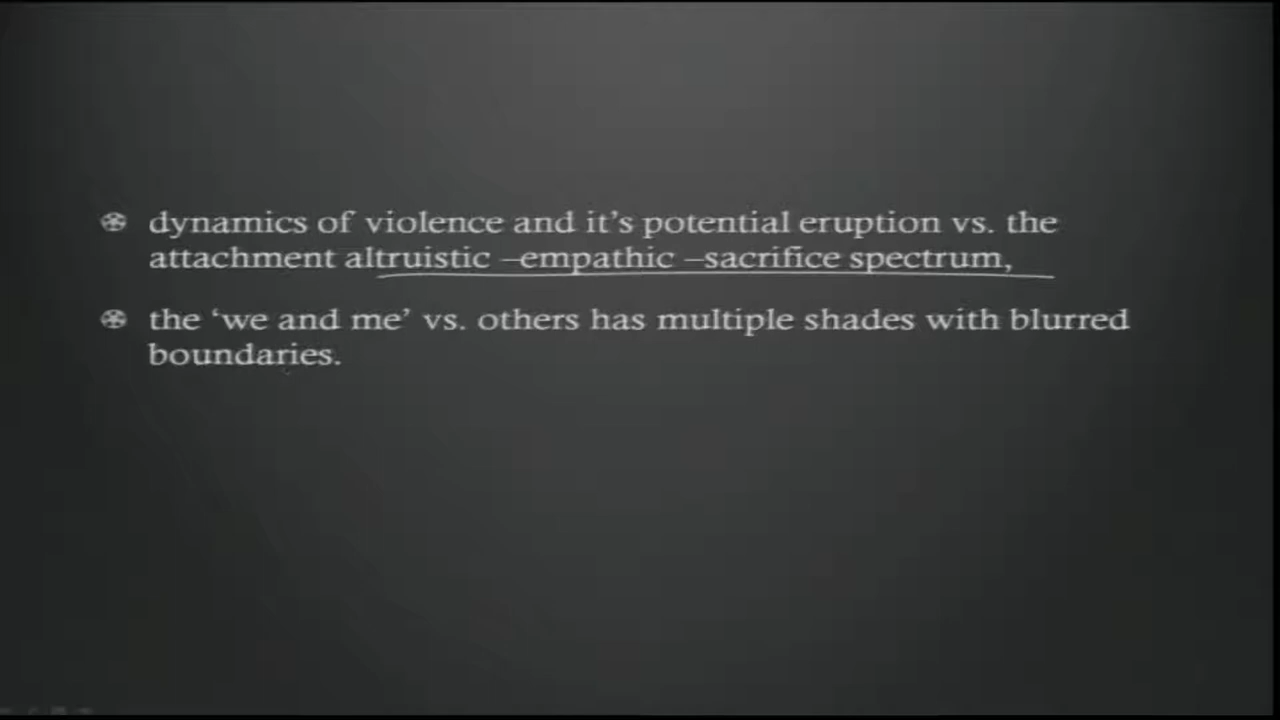 dynamics of violence and it's potential eruption vs. the
attachment altruistic –empathic –sacrifice spectrum,
the ‘we and me’ vs. others has multiple shades with blurred
boundaries.